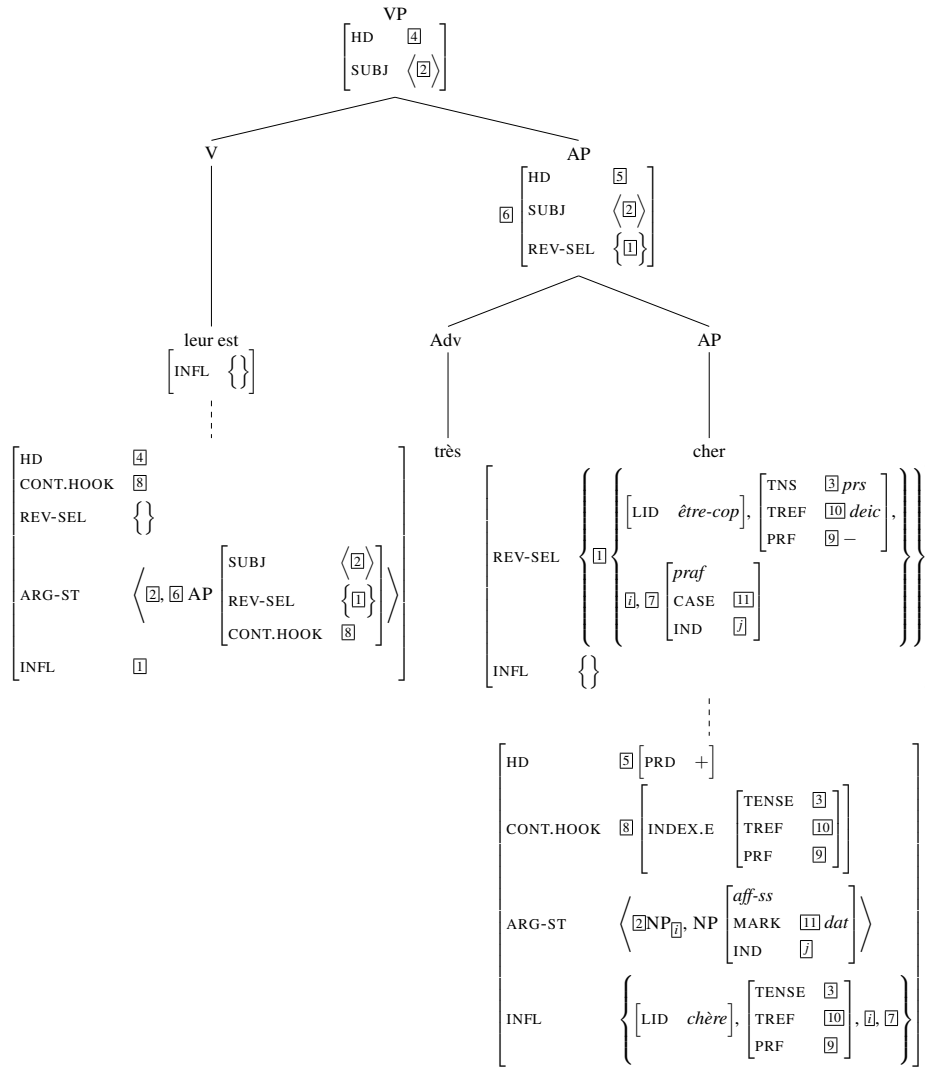 VP
[HD 4
SUBJ ⟨2⟩]
V AP
6 [HD 5
SUBJ ⟨2⟩
REV-SEL {1}]
leur est
[INFL {}]
Adv AP
très cher
[HD 4
CONT.HOOK 8
REV-SEL {}
ARG-ST ⟨2, 6 AP [SUBJ ⟨2⟩
REV-SEL {1}
CONT.HOOK 8]⟩
INFL 1]
[REV-SEL {1 {[LID être-cop], [TNS 3 prs
TREF 10 deic
PRF 9 −],
i, 7 [praf
CASE 11
IND j]}}
INFL {}]
[HD 5 [PRD +]
CONT.HOOK 8 [INDEX.E [TENSE 3
TREF 10
PRF 9]]
ARG-ST ⟨2NP i, NP [aff-ss
MARK 11 dat
IND j]⟩
INFL {[LID chère], [TENSE 3
TREF 10
PRF 9], i, 7}]